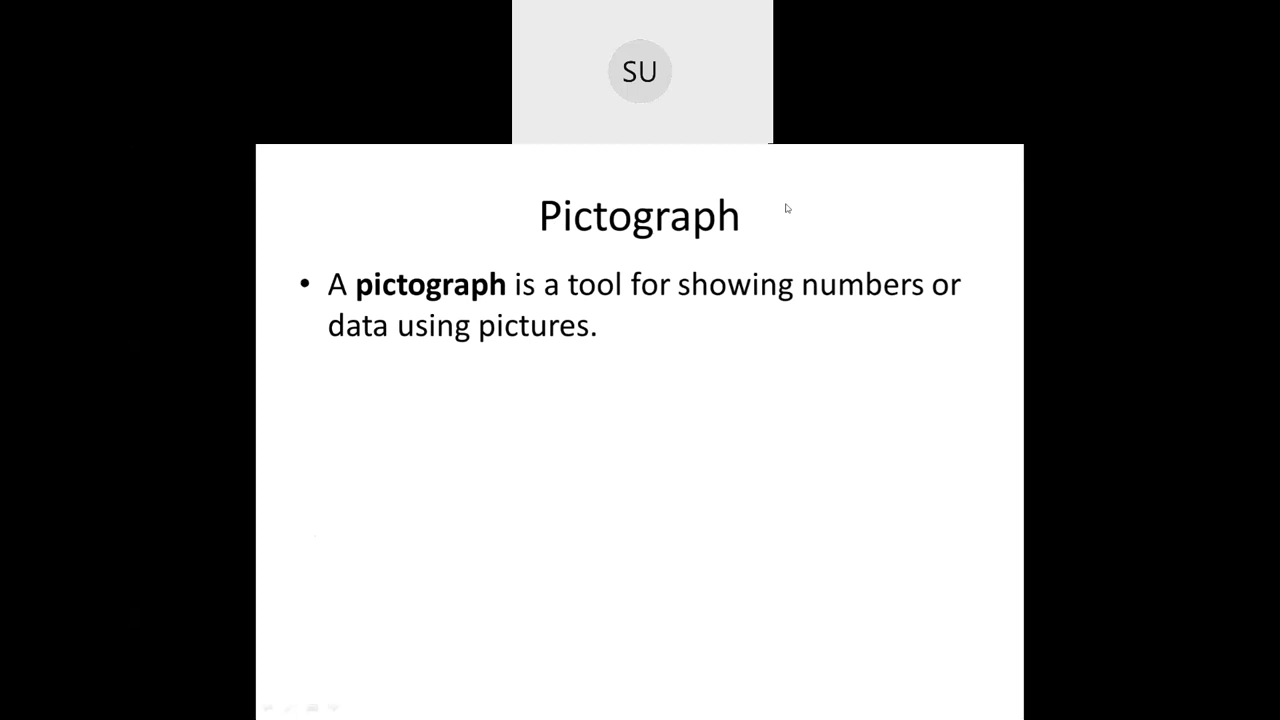 SU
Pictograph
• A pictograph is a tool for showing numbers or
data using pictures.